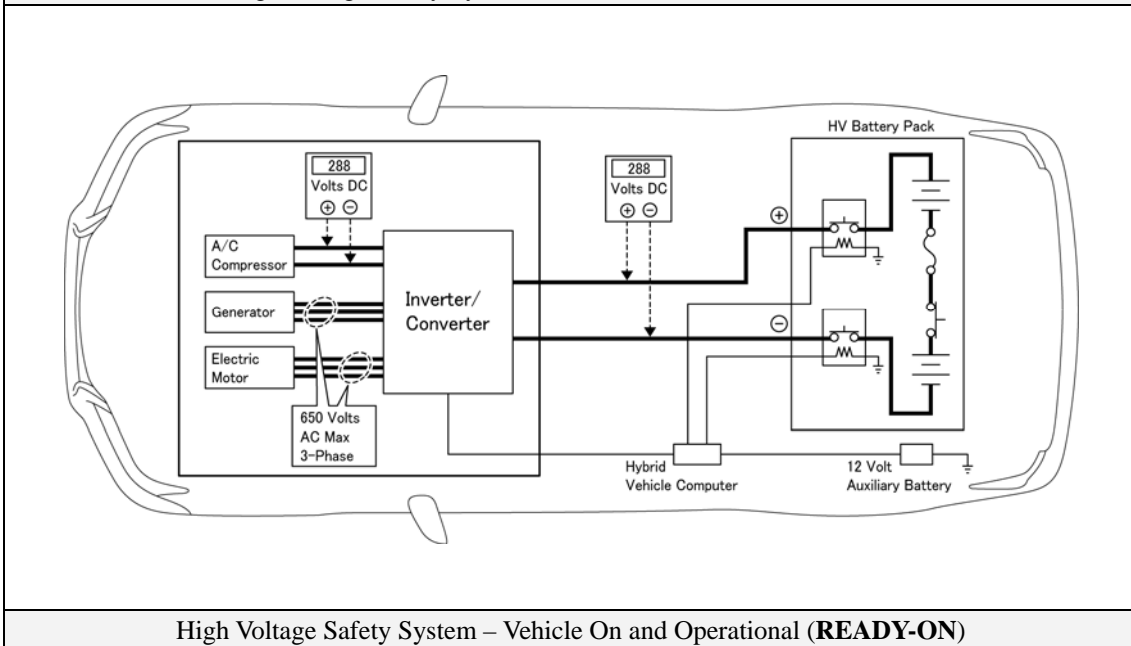 HV Battery Pack
288
Volts DC
⊕ ⊖
288
Volts DC
⊕ ⊖
⊕
A/C
Compressor
Generator
Inverter/
Converter
⊖
Electric
Motor
650 Volts
AC Max
3-Phase
Hybrid
Vehicle Computer
12 Volt
Auxiliary Battery
High Voltage Safety System – Vehicle On and Operational (READY-ON)